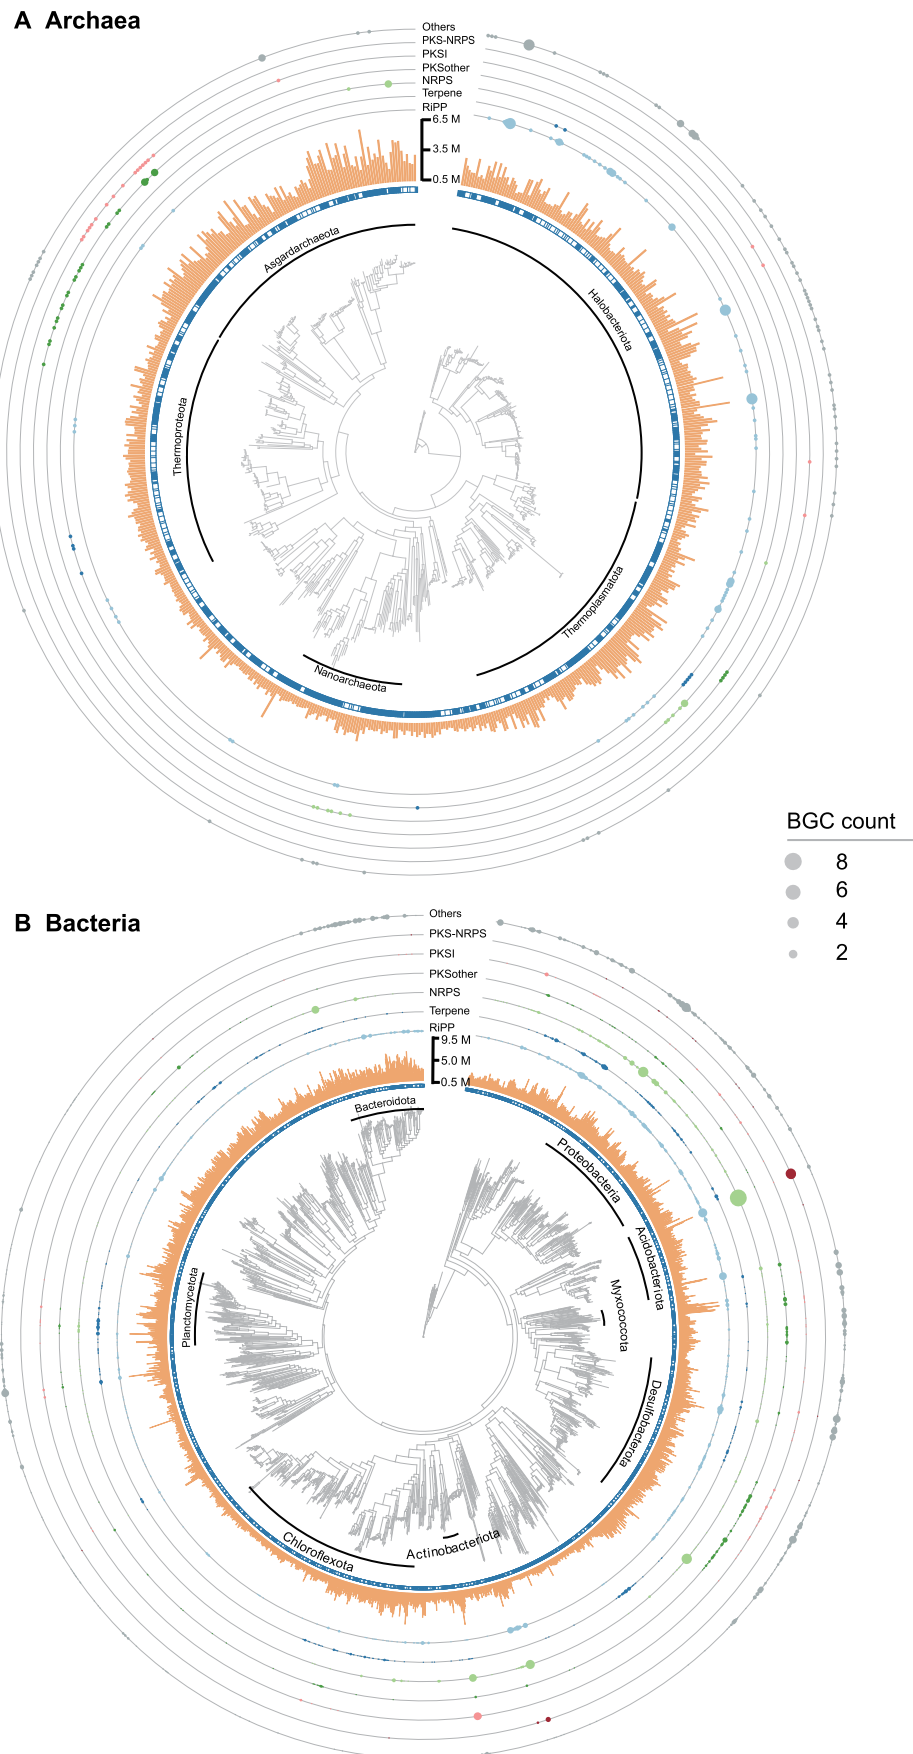 A Archaea
Others
PKS-NRPS
PKSI
PKSother
NRPS
Terpene
RiPP
6.5 M
3.5 M
0.5 M
Asgardarchaeota
Halobacteriota
Thermoproteota
Thermoplasmatota
Nanoarchaeota
BGC count
8
6
4
2
B Bacteria
Others
PKS-NRPS
PKSI
PKSother
NRPS
Terpene
RiPP
9.5 M
5.0 M
0.5 M
Bacteroidota
Proteobacteria
Acidobacteriota
Planctomycetota
Myxococcota
Desulfobacterota
Chloroflexota
Actinobacteriota